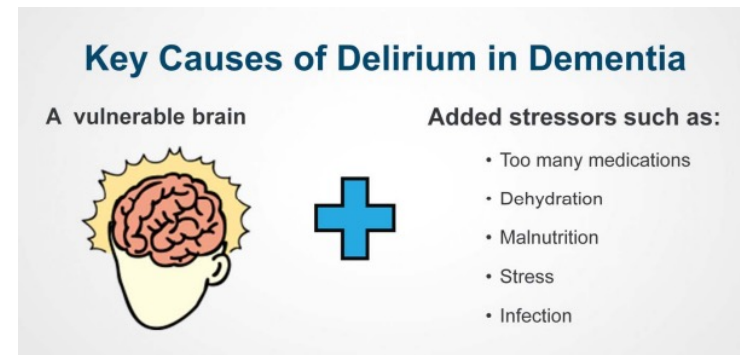 Key Causes of Delirium in Dementia
A vulnerable brain
Added stressors such as:
• Too many medications
• Dehydration
• Malnutrition
• Stress
• Infection